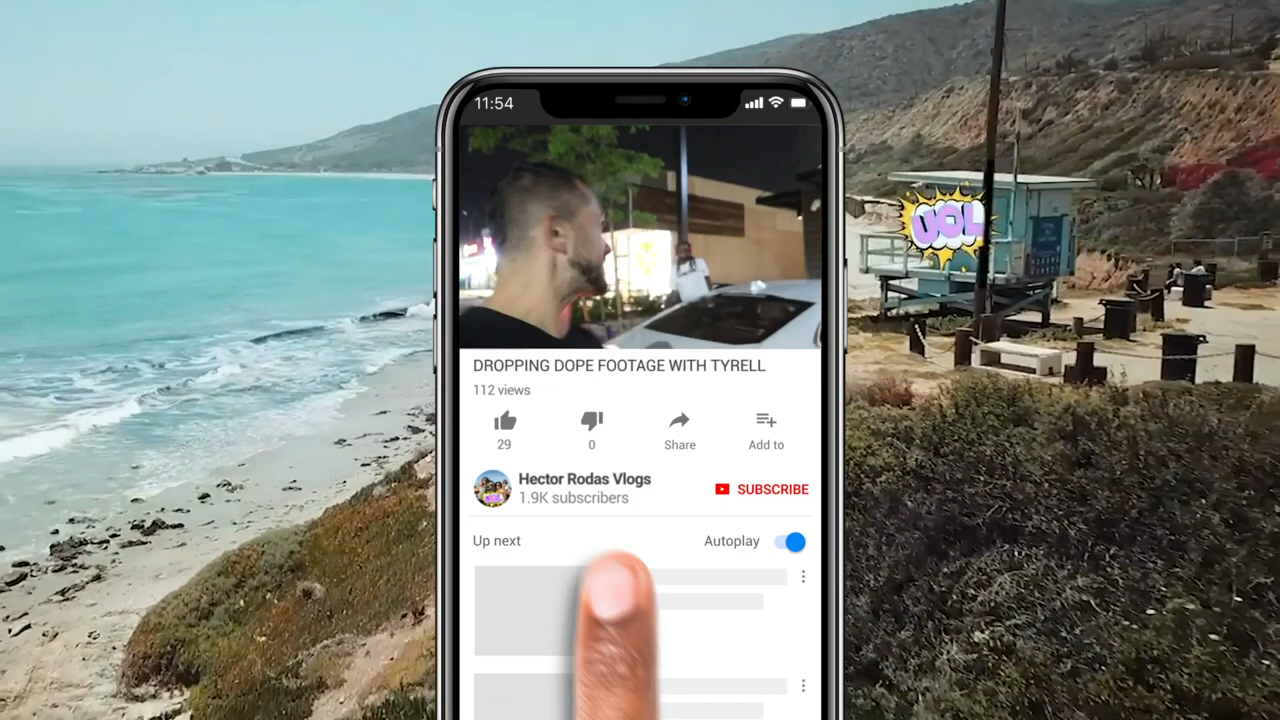 11:54
UOL
DROPPING DOPE FOOTAGE WITH TYRELL
112 views
29
0
Share
Add to
Hector Rodas Vlogs
1.9K subscribers
SUBSCRIBE
Up next
Autoplay